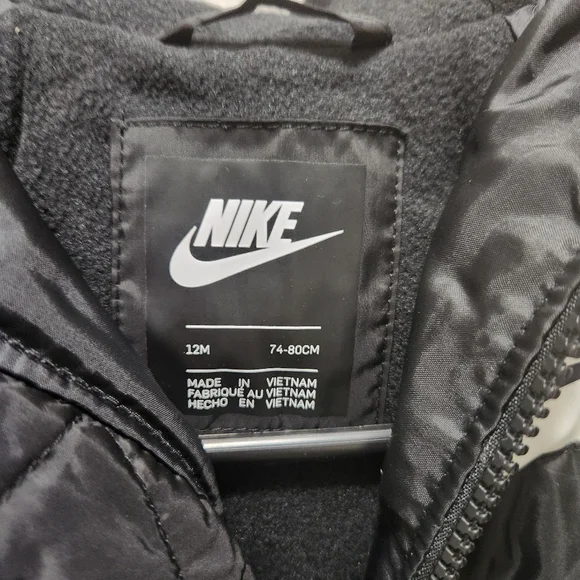 NIKE
12M 74-80CM
MADE IN VIETNAM
FABRIQUÉ AU VIETNAM
HECHO EN VIETNAM